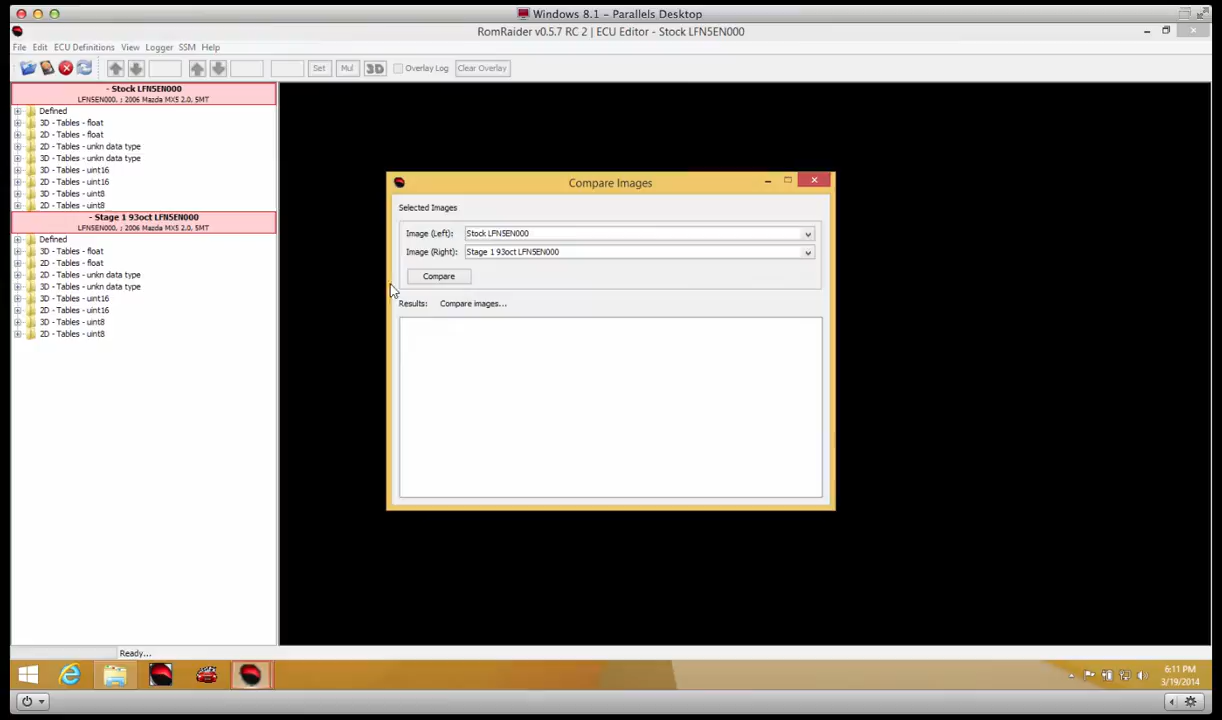 Windows 8.1 - Parallels Desktop
RomRaider v0.5.7 RC 2 | ECU Editor - Stock LFN5EN000
File Edit ECU Definitions View Logger SSM Help
Set Mul 3D Overlay Log Clear Overlay
- Stock LFN5EN000
LFN5EN000, ; 2006 Mazda MX5 2.0, 5MT
Defined
3D - Tables - float
2D - Tables - float
2D - Tables - unkn data type
3D - Tables - unkn data type
3D - Tables - uint16
2D - Tables - uint16
3D - Tables - uint8
2D - Tables - uint8
- Stage 1 93oct LFN5EN000
LFN5EN000, ; 2006 Mazda MX5 2.0, 5MT
Defined
3D - Tables - float
2D - Tables - float
2D - Tables - unkn data type
3D - Tables - unkn data type
3D - Tables - uint16
2D - Tables - uint16
3D - Tables - uint8
2D - Tables - uint8
Compare Images
Selected Images
Image (Left): Stock LFN5EN000
Image (Right): Stage 1 93oct LFN5EN000
Compare
Results: Compare images...
Ready...
6:11 PM
3/19/2014